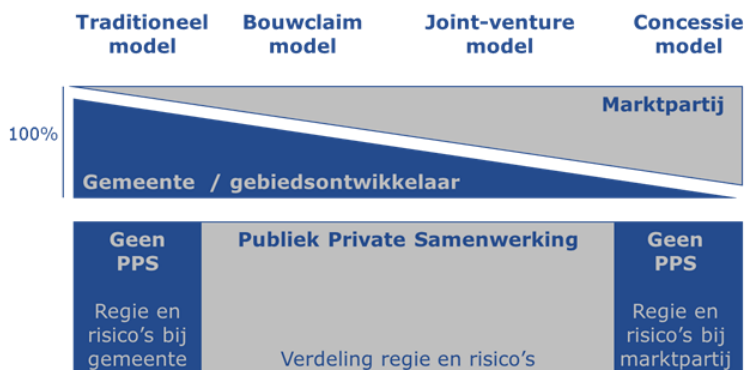 Traditioneel model
Bouwclaim model
Joint-venture model
Concessie model
100%
Marktpartij
Gemeente / gebiedsontwikkelaar
Geen PPS
Publiek Private Samenwerking
Geen PPS
Regie en
risico's bij
gemeente
Verdeling regie en risico's
Regie en
risico's bij
marktpartij